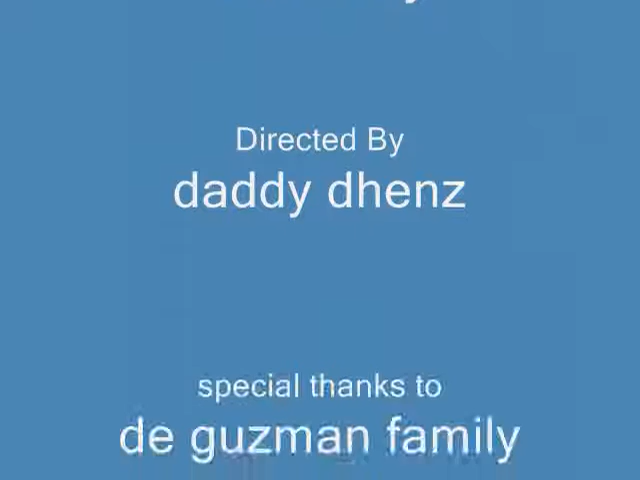 Directed By
daddy dhenz
special thanks to
de guzman family